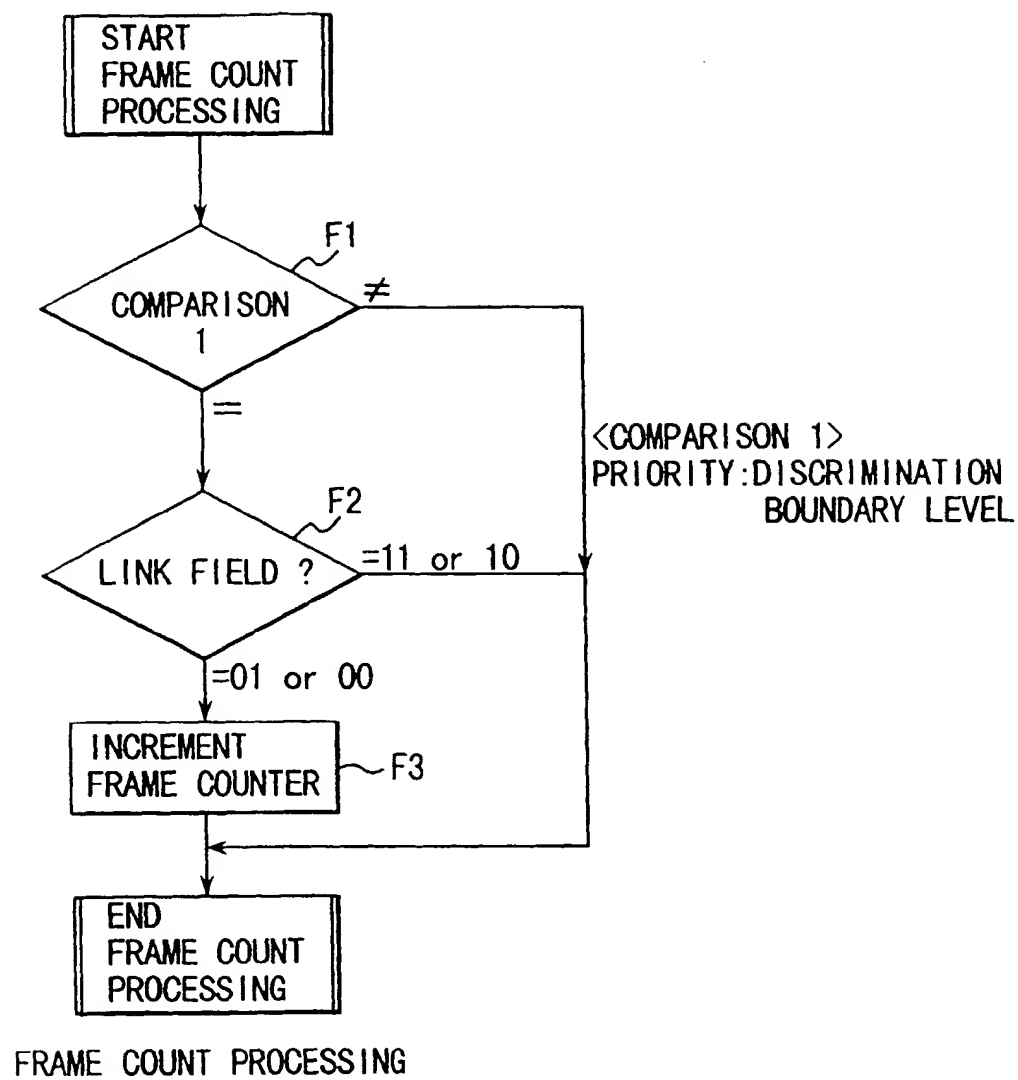 START
FRAME COUNT
PROCESSING
F1
≠
COMPARISON
1
=
<COMPARISON 1>
PRIORITY:DISCRIMINATION
BOUNDARY LEVEL
F2
LINK FIELD ?
=11 or 10
=01 or 00
INCREMENT
FRAME COUNTER
F3
END
FRAME COUNT
PROCESSING
FRAME COUNT PROCESSING